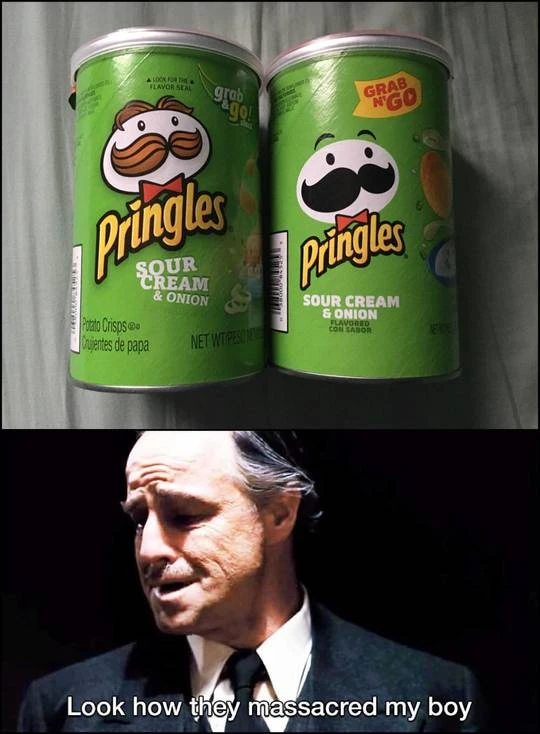 ▲ LOOK FOR THE ▲
FLAVOR SEAL
grab
&go!
Pringles
SOUR
CREAM
& ONION
Potato Crisps
Crujientes de papa
NET WT/PESO
GRAB
N'GO
Pringles
SOUR CREAM
& ONION
FLAVORED
CON SABOR
Look how they massacred my boy